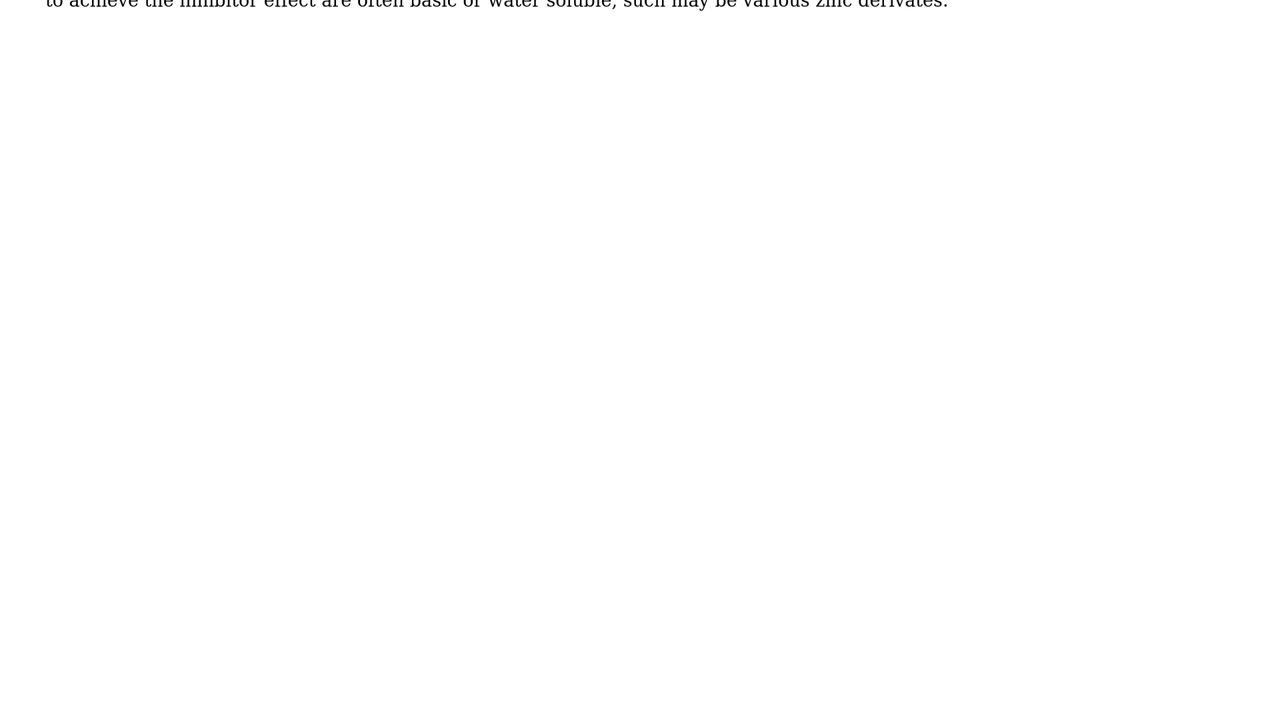 to achieve the inhibitor effect are often basic or water soluble, such may be various zinc derivates.